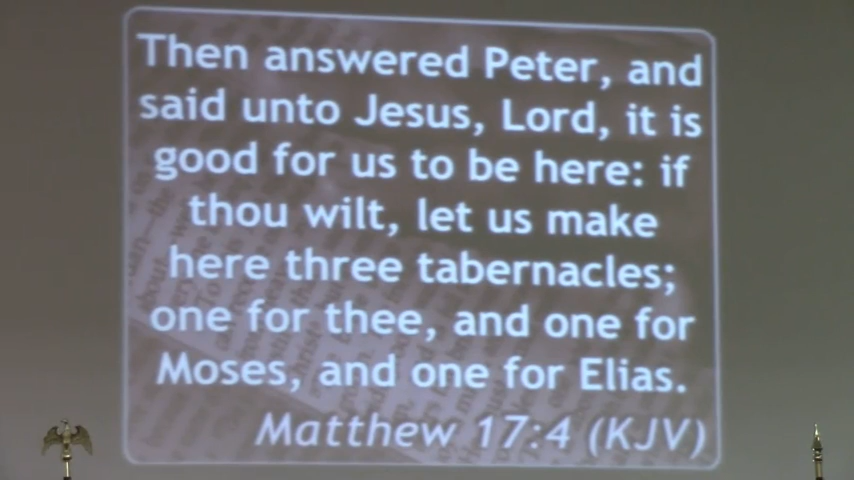 Then answered Peter, and
said unto Jesus, Lord, it is
good for us to be here: if
thou wilt, let us make
here three tabernacles;
one for thee, and one for
Moses, and one for Elias.
Matthew 17:4 (KJV)